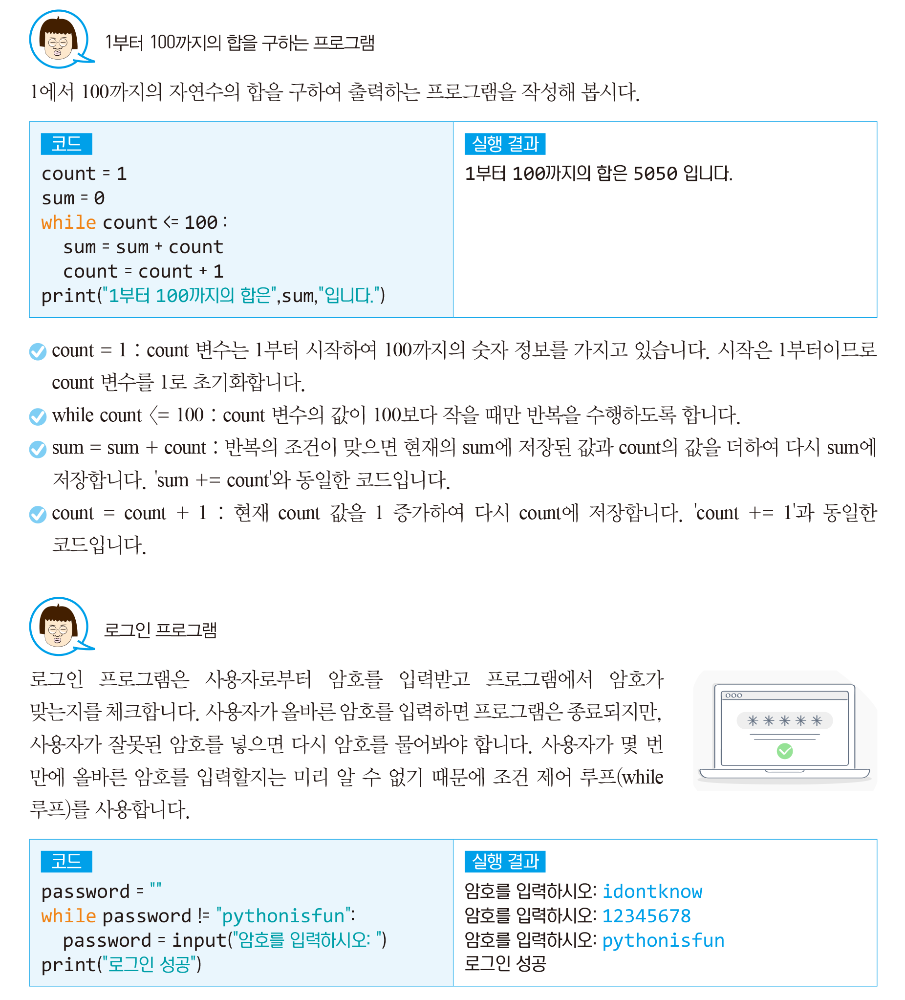 1부터 100까지의 합을 구하는 프로그램
1에서 100까지의 자연수의 합을 구하여 출력하는 프로그램을 작성해 봅시다.
코드
count = 1
sum = 0
while count <= 100 :
sum = sum + count
count = count + 1
print("1부터 100까지의 합은",sum,"입니다.")
실행 결과
1부터 100까지의 합은 5050 입니다.
count = 1 : count 변수는 1부터 시작하여 100까지의 숫자 정보를 가지고 있습니다. 시작은 1부터이므로
count 변수를 1로 초기화합니다.
while count <= 100 : count 변수의 값이 100보다 작을 때만 반복을 수행하도록 합니다.
sum = sum + count : 반복의 조건이 맞으면 현재의 sum에 저장된 값과 count의 값을 더하여 다시 sum에
저장합니다. 'sum += count'와 동일한 코드입니다.
count = count + 1 : 현재 count 값을 1 증가하여 다시 count에 저장합니다. 'count += 1'과 동일한
코드입니다.
로그인 프로그램
로그인 프로그램은 사용자로부터 암호를 입력받고 프로그램에서 암호가
맞는지를 체크합니다. 사용자가 올바른 암호를 입력하면 프로그램은 종료되지만,
사용자가 잘못된 암호를 넣으면 다시 암호를 물어봐야 합니다. 사용자가 몇 번
만에 올바른 암호를 입력할지는 미리 알 수 없기 때문에 조건 제어 루프(while
루프)를 사용합니다.
코드
password = ""
while password != "pythonisfun":
password = input("암호를 입력하시오: ")
print("로그인 성공")
실행 결과
암호를 입력하시오: idontknow
암호를 입력하시오: 12345678
암호를 입력하시오: pythonisfun
로그인 성공